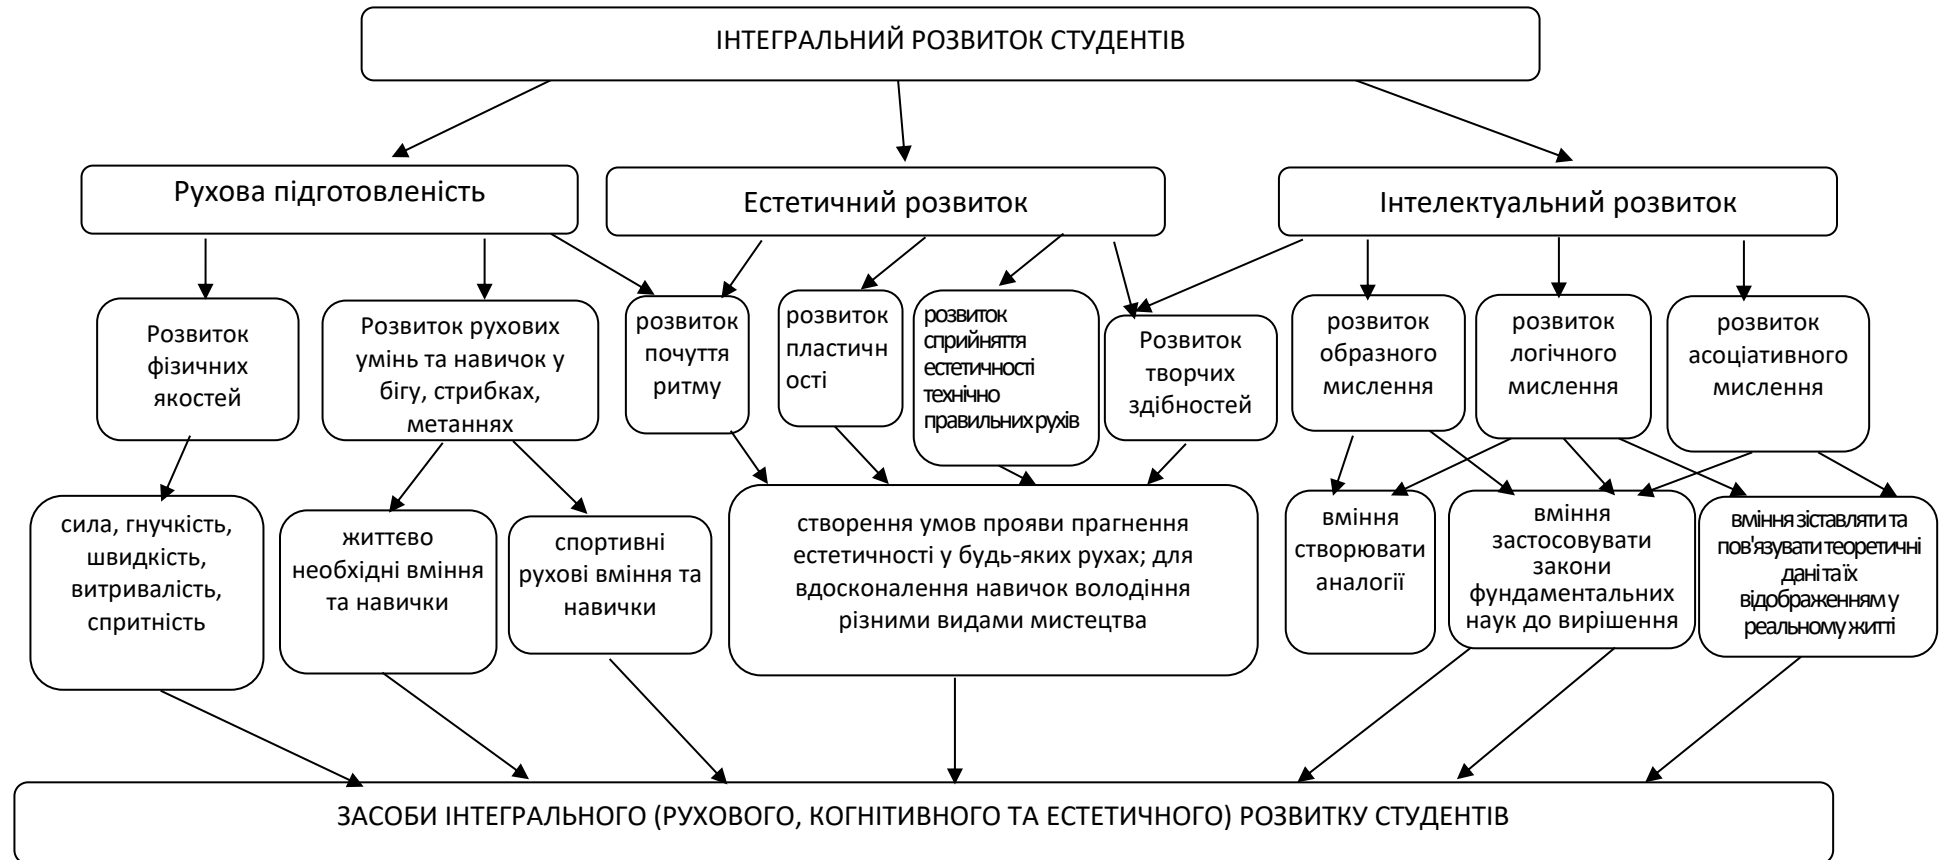 ІНТЕГРАЛЬНИЙ РОЗВИТОК СТУДЕНТІВ
Рухова підготовленість
Естетичний розвиток
Інтелектуальний розвиток
Розвиток
фізичних
якостей
Розвиток рухових
умінь та навичок у
бігу, стрибках,
метаннях
розвиток
почуття
ритму
розвиток
пластичн
ості
розвиток
сприйняття
естетичності
технічно
правильних рухів
Розвиток
творчих
здібностей
розвиток
образного
мислення
розвиток
логічного
мислення
розвиток
асоціативного
мислення
сила, гнучкість,
швидкість,
витривалість,
спритність
життєво
необхідні вміння
та навички
спортивні
рухові вміння та
навички
створення умов прояви прагнення
естетичності у будь-яких рухах; для
вдосконалення навичок володіння
різними видами мистецтва
вміння
створювати
аналогії
вміння
застосовувати
закони
фундаментальних
наук до вирішення
вміння зіставляти та
пов'язувати теоретичні
дані та їх
відображенням у
реальному житті
ЗАСОБИ ІНТЕГРАЛЬНОГО (РУХОВОГО, КОГНІТИВНОГО ТА ЕСТЕТИЧНОГО) РОЗВИТКУ СТУДЕНТІВ